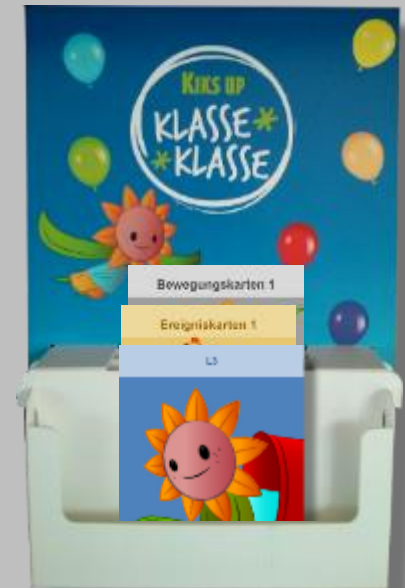 KIKS UP
KLASSE*
*KLASSE
Bewegungskarten 1
Ereigniskarten 1
L3